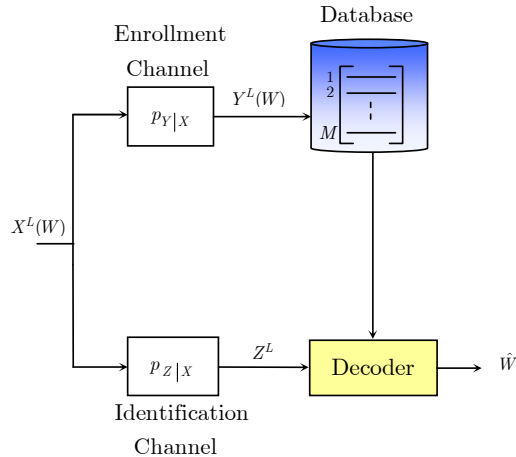 Database
Enrollment
Channel
p_{Y|X}
Y^L(W)
1
2
M
X^L(W)
p_{Z|X}
Z^L
Decoder
Ŵ
Identification
Channel